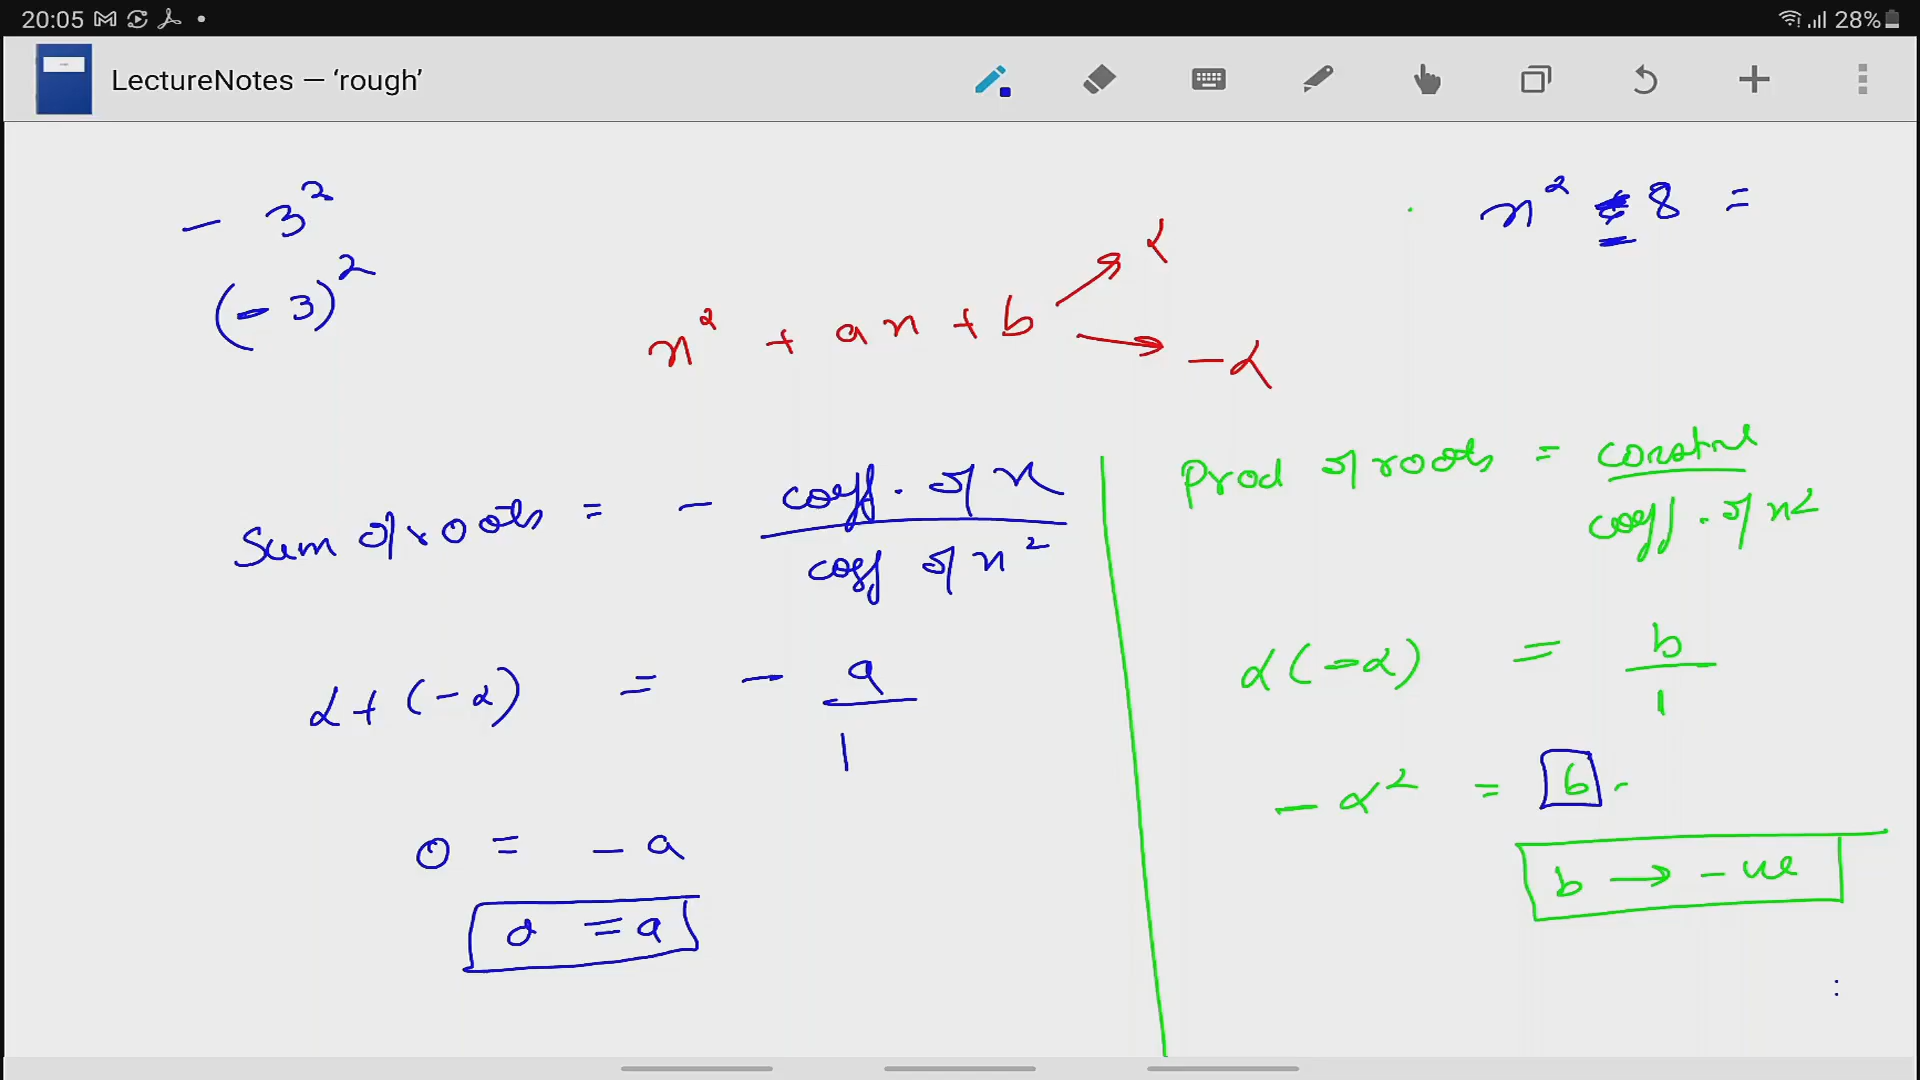 20:05 28%
LectureNotes — ‘rough’
- 3²
(-3)²
x² - 8 =
x² + ax + b → α
→ -α
Sum of roots = - coeff. of x / coeff of x²
α + (-α) = - a / 1
0 = - a
0 = a
Prod of roots = / coeff. of x²
α(-α) = b / 1
- α² = b
b → -ve